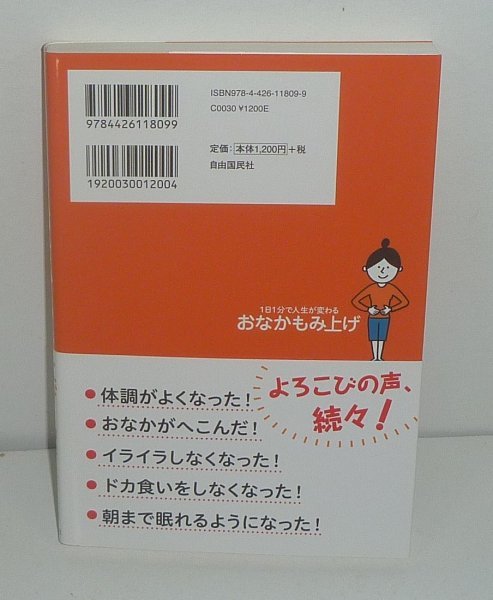 ISBN978-4-426-11809-9
C0030 ¥1200E
9784426118099
定価：本体1,200円＋税
自由国民社
1920030012004
1日1分で人生が変わる
おなかもみ上げ
よろこびの声、
続々！
●体調がよくなった！
●おなかがへこんだ！
●イライラしなくなった！
●ドカ食いをしなくなった！
●朝まで眠れるようになった！